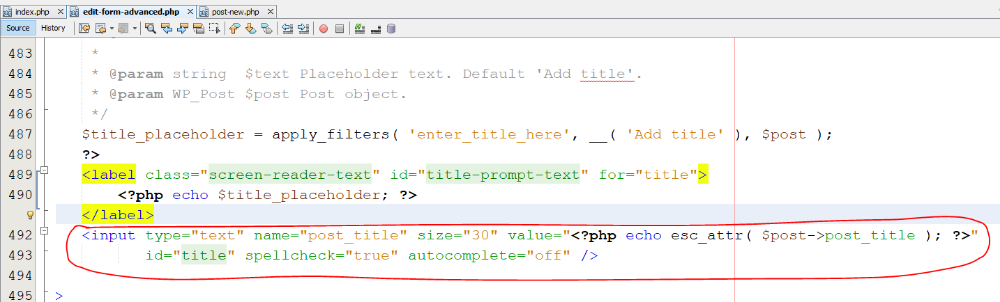 index.php edit-form-advanced.php post-new.php
Source History
483 *
484 * @param string  $text Placeholder text. Default 'Add title'.
485 * @param WP_Post $post Post object.
486 */
487 $title_placeholder = apply_filters( 'enter_title_here', __( 'Add title' ), $post );
488 ?>
489 <label class="screen-reader-text" id="title-prompt-text" for="title">
490 <?php echo $title_placeholder; ?>
</label>
492 <input type="text" name="post_title" size="30" value="<?php echo esc_attr( $post->post_title ); ?>"
493 id="title" spellcheck="true" autocomplete="off" />
494
495 >